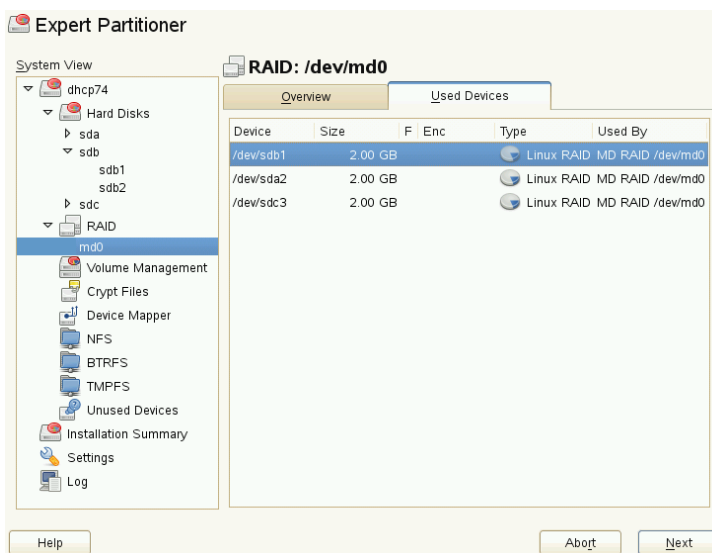 Expert Partitioner
System View
dhcp74
Hard Disks
sda
sdb
sdb1
sdb2
sdc
RAID
md0
Volume Management
Crypt Files
Device Mapper
NFS
BTRFS
TMPFS
Unused Devices
Installation Summary
Settings
Log
RAID: /dev/md0
Overview Used Devices
Device Size F Enc Type Used By
/dev/sdb1 2.00 GB Linux RAID MD RAID /dev/md0
/dev/sda2 2.00 GB Linux RAID MD RAID /dev/md0
/dev/sdc3 2.00 GB Linux RAID MD RAID /dev/md0
Help Abort Next